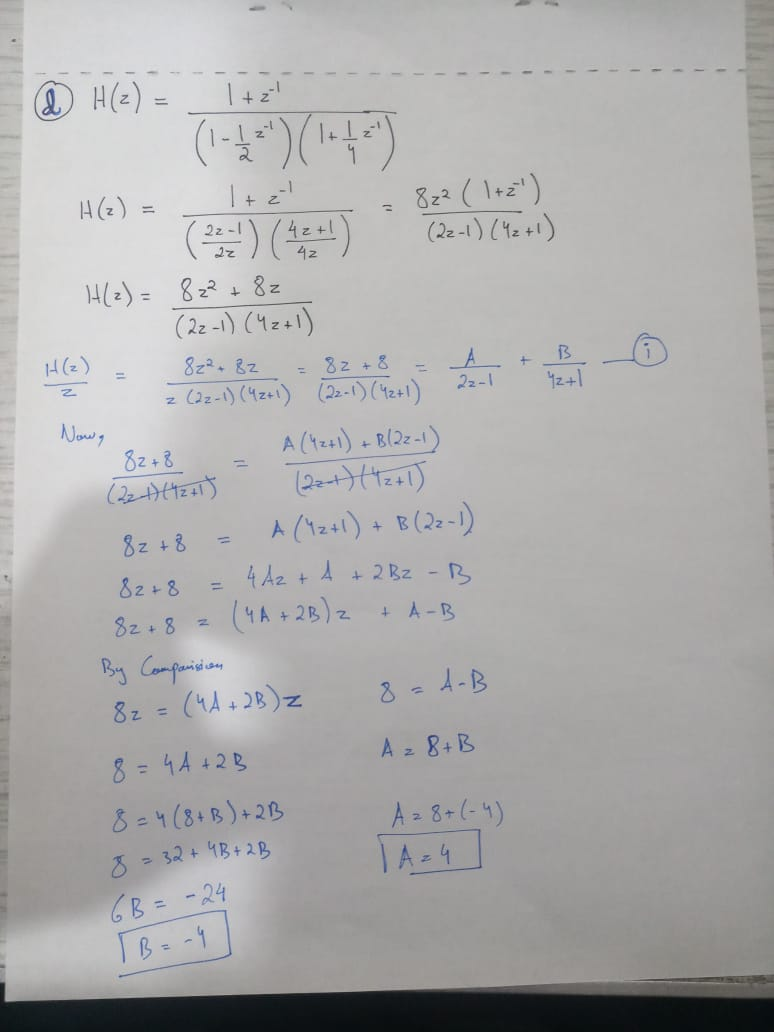 (d) H(z) = (1 + z⁻¹) / ((1 - 1/2 z⁻¹)(1 + 1/4 z⁻¹))
H(z) = (1 + z⁻¹) / (((2z-1)/2z)((4z+1)/4z)) = 8z²(1+z⁻¹) / ((2z-1)(4z+1))
H(z) = (8z² + 8z) / ((2z-1)(4z+1))
H(z)/z = (8z² + 8z) / (z(2z-1)(4z+1)) = (8z + 8) / ((2z-1)(4z+1)) = A/(2z-1) + B/(4z+1) — (i)
Now,
(8z+8) / ((2z-1)(4z+1)) = (A(4z+1) + B(2z-1)) / ((2z-1)(4z+1))
8z + 8 = A(4z+1) + B(2z-1)
8z+8 = 4Az + A + 2Bz - B
8z+8 = (4A+2B)z + A-B
By Comparision
8z = (4A+2B)z 8 = A-B
8 = 4A+2B A = 8+B
8 = 4(8+B)+2B A = 8+(-4)
8 = 32+4B+2B A = 4
6B = -24
B = -4